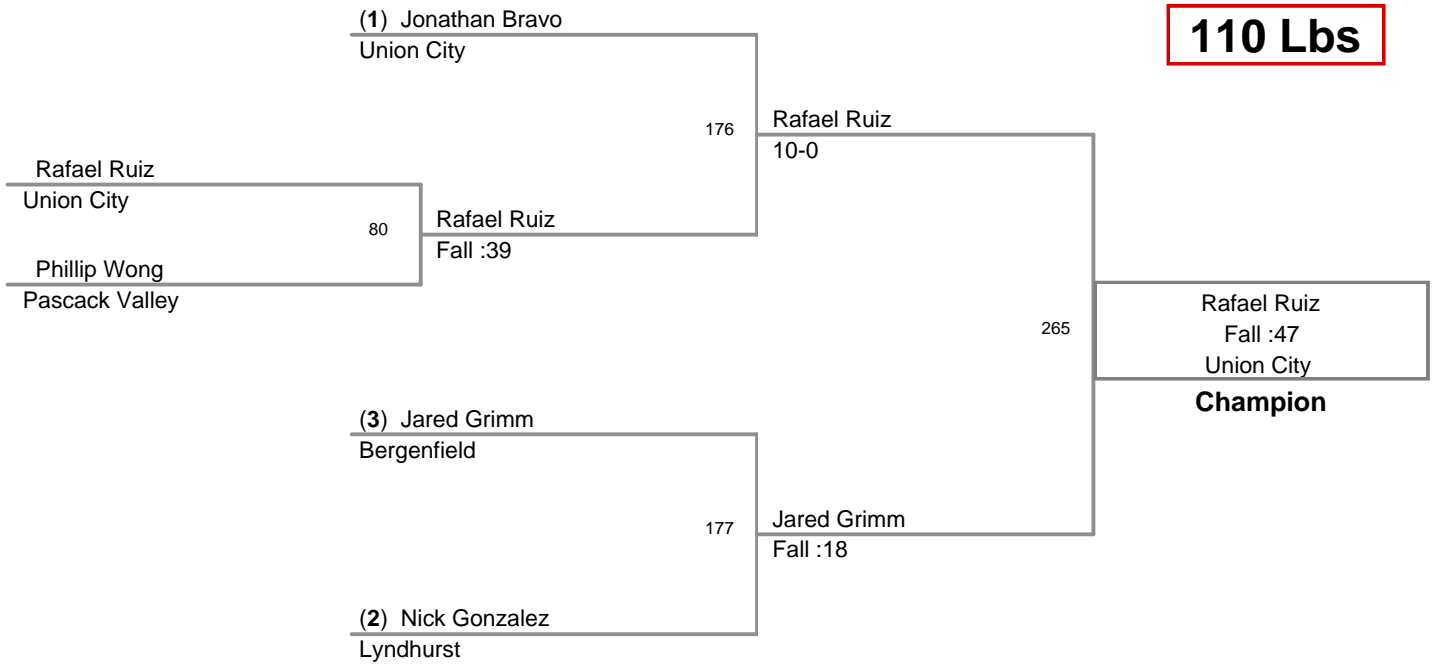 (1) Jonathan Bravo
Union City
110 Lbs
176
Rafael Ruiz
10-0
Rafael Ruiz
Union City
80
Rafael Ruiz
Fall :39
Phillip Wong
Pascack Valley
265
Rafael Ruiz
Fall :47
Union City
Champion
(3) Jared Grimm
Bergenfield
177
Jared Grimm
Fall :18
(2) Nick Gonzalez
Lyndhurst